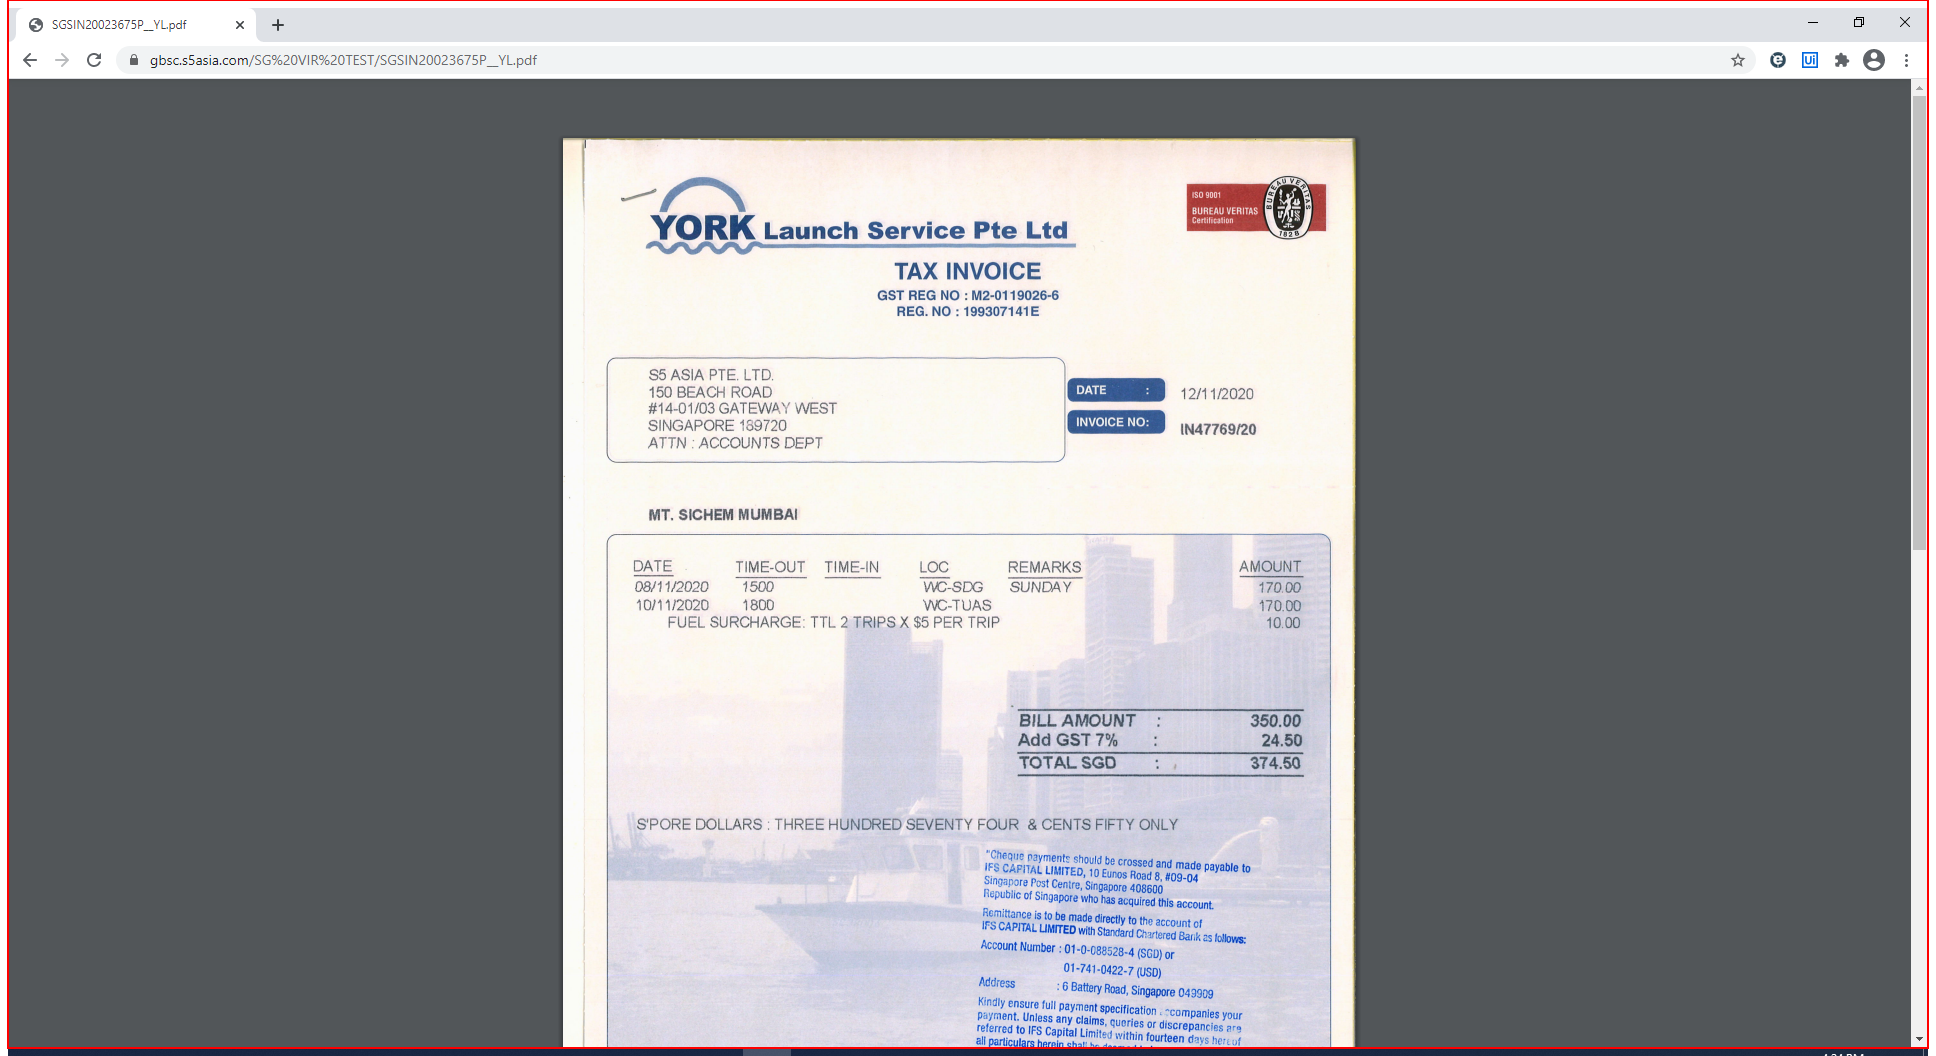 SGSIN20023675P__YL.pdf
gbsc.s5asia.com/SG%20VIR%20TEST/SGSIN20023675P__YL.pdf
Ui
YORK Launch Service Pte Ltd
ISO 9001
BUREAU VERITAS
Certification
BUREAU VERITAS
1828
TAX INVOICE
GST REG NO : M2-0119026-6
REG. NO : 199307141E
S5 ASIA PTE. LTD.
150 BEACH ROAD
#14-01/03 GATEWAY WEST
SINGAPORE 189720
ATTN : ACCOUNTS DEPT
DATE : 12/11/2020
INVOICE NO: IN47769/20
MT. SICHEM MUMBAI
DATE TIME-OUT TIME-IN LOC REMARKS AMOUNT
08/11/2020 1500 WC-SDG SUNDAY 170.00
10/11/2020 1800 WC-TUAS 170.00
FUEL SURCHARGE: TTL 2 TRIPS X $5 PER TRIP 10.00
BILL AMOUNT : 350.00
Add GST 7% : 24.50
TOTAL SGD : 374.50
S'PORE DOLLARS : THREE HUNDRED SEVENTY FOUR & CENTS FIFTY ONLY
"Cheque payments should be crossed and made payable to
IFS CAPITAL LIMITED, 10 Eunos Road 8, #09-04
Singapore Post Centre, Singapore 408600
Republic of Singapore who has acquired this account.
Remittance is to be made directly to the account of
IFS CAPITAL LIMITED with Standard Chartered Bank as follows:
Account Number : 01-0-088528-4 (SGD) or
01-741-0422-7 (USD)
Address : 6 Battery Road, Singapore 049909
Kindly ensure full payment specification accompanies your
payment. Unless any claims, queries or discrepancies are
referred to IFS Capital Limited within fourteen days hereof
all particulars herein shall be